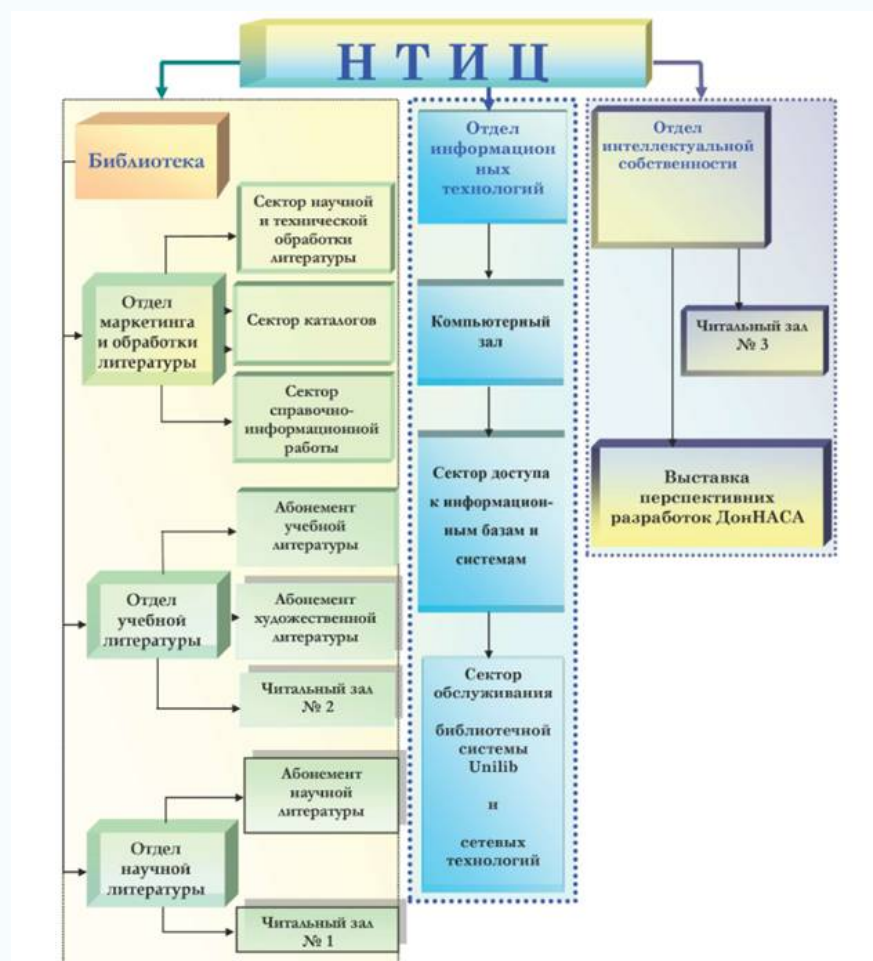 НТИЦ
Библиотека
Сектор научной
и технической
обработки
литературы
Отдел
маркетинга
и обработки
литературы
Сектор каталогов
Сектор
справочно-
информационной
работы
Абонемент
учебной
литературы
Отдел
учебной
литературы
Абонемент
художественной
литературы
Читальный зал
№ 2
Абонемент
научной
литературы
Отдел
научной
литературы
Читальный зал
№ 1
Отдел
информацион
ных
технологий
Компьютерный
зал
Сектор доступа
к информацион-
ным базам и
системам
Сектор
обслуживания
библиотечной
системы
Unilib
и
сетевых
технологий
Отдел
интеллектуальной
собственности
Читальный зал
№ 3
Выставка
перспективних
разработок ДонНАСА